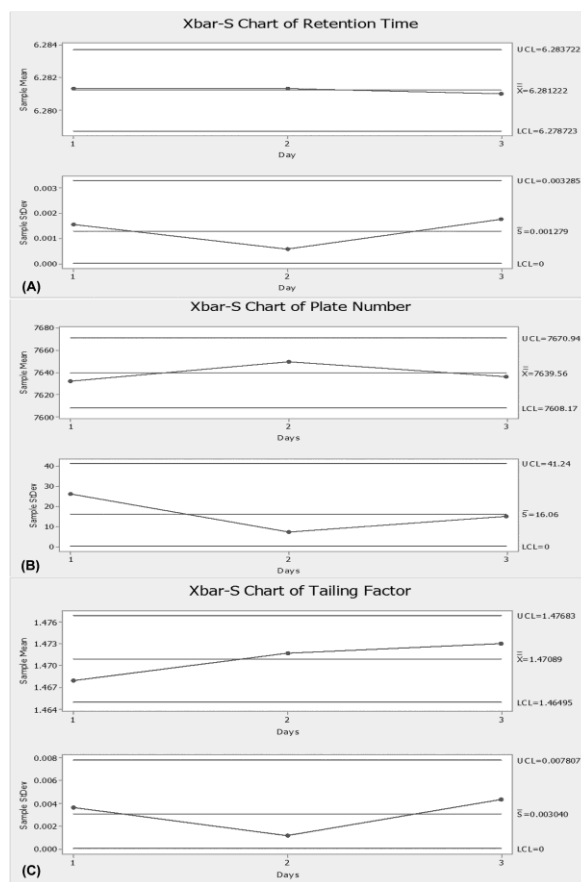 Xbar-S Chart of Retention Time
Sample Mean
6.284
6.282
6.280
UCL=6.283722
X=6.281222
LCL=6.278723
1 2 3
Day
Sample StDev
0.003
0.002
0.001
0.000
UCL=0.003285
S=0.001279
LCL=0
1 2 3
Day
(A)
Xbar-S Chart of Plate Number
Sample Mean
7680
7660
7640
7620
7600
UCL=7670.94
X=7639.56
LCL=7608.17
1 2 3
Days
Sample StDev
40
30
20
10
0
UCL=41.24
S=16.06
LCL=0
1 2 3
Days
(B)
Xbar-S Chart of Tailing Factor
Sample Mean
1.476
1.473
1.470
1.467
1.464
UCL=1.47683
X=1.47089
LCL=1.46495
1 2 3
Days
Sample StDev
0.008
0.006
0.004
0.002
0.000
UCL=0.007807
S=0.003040
LCL=0
1 2 3
Days
(C)